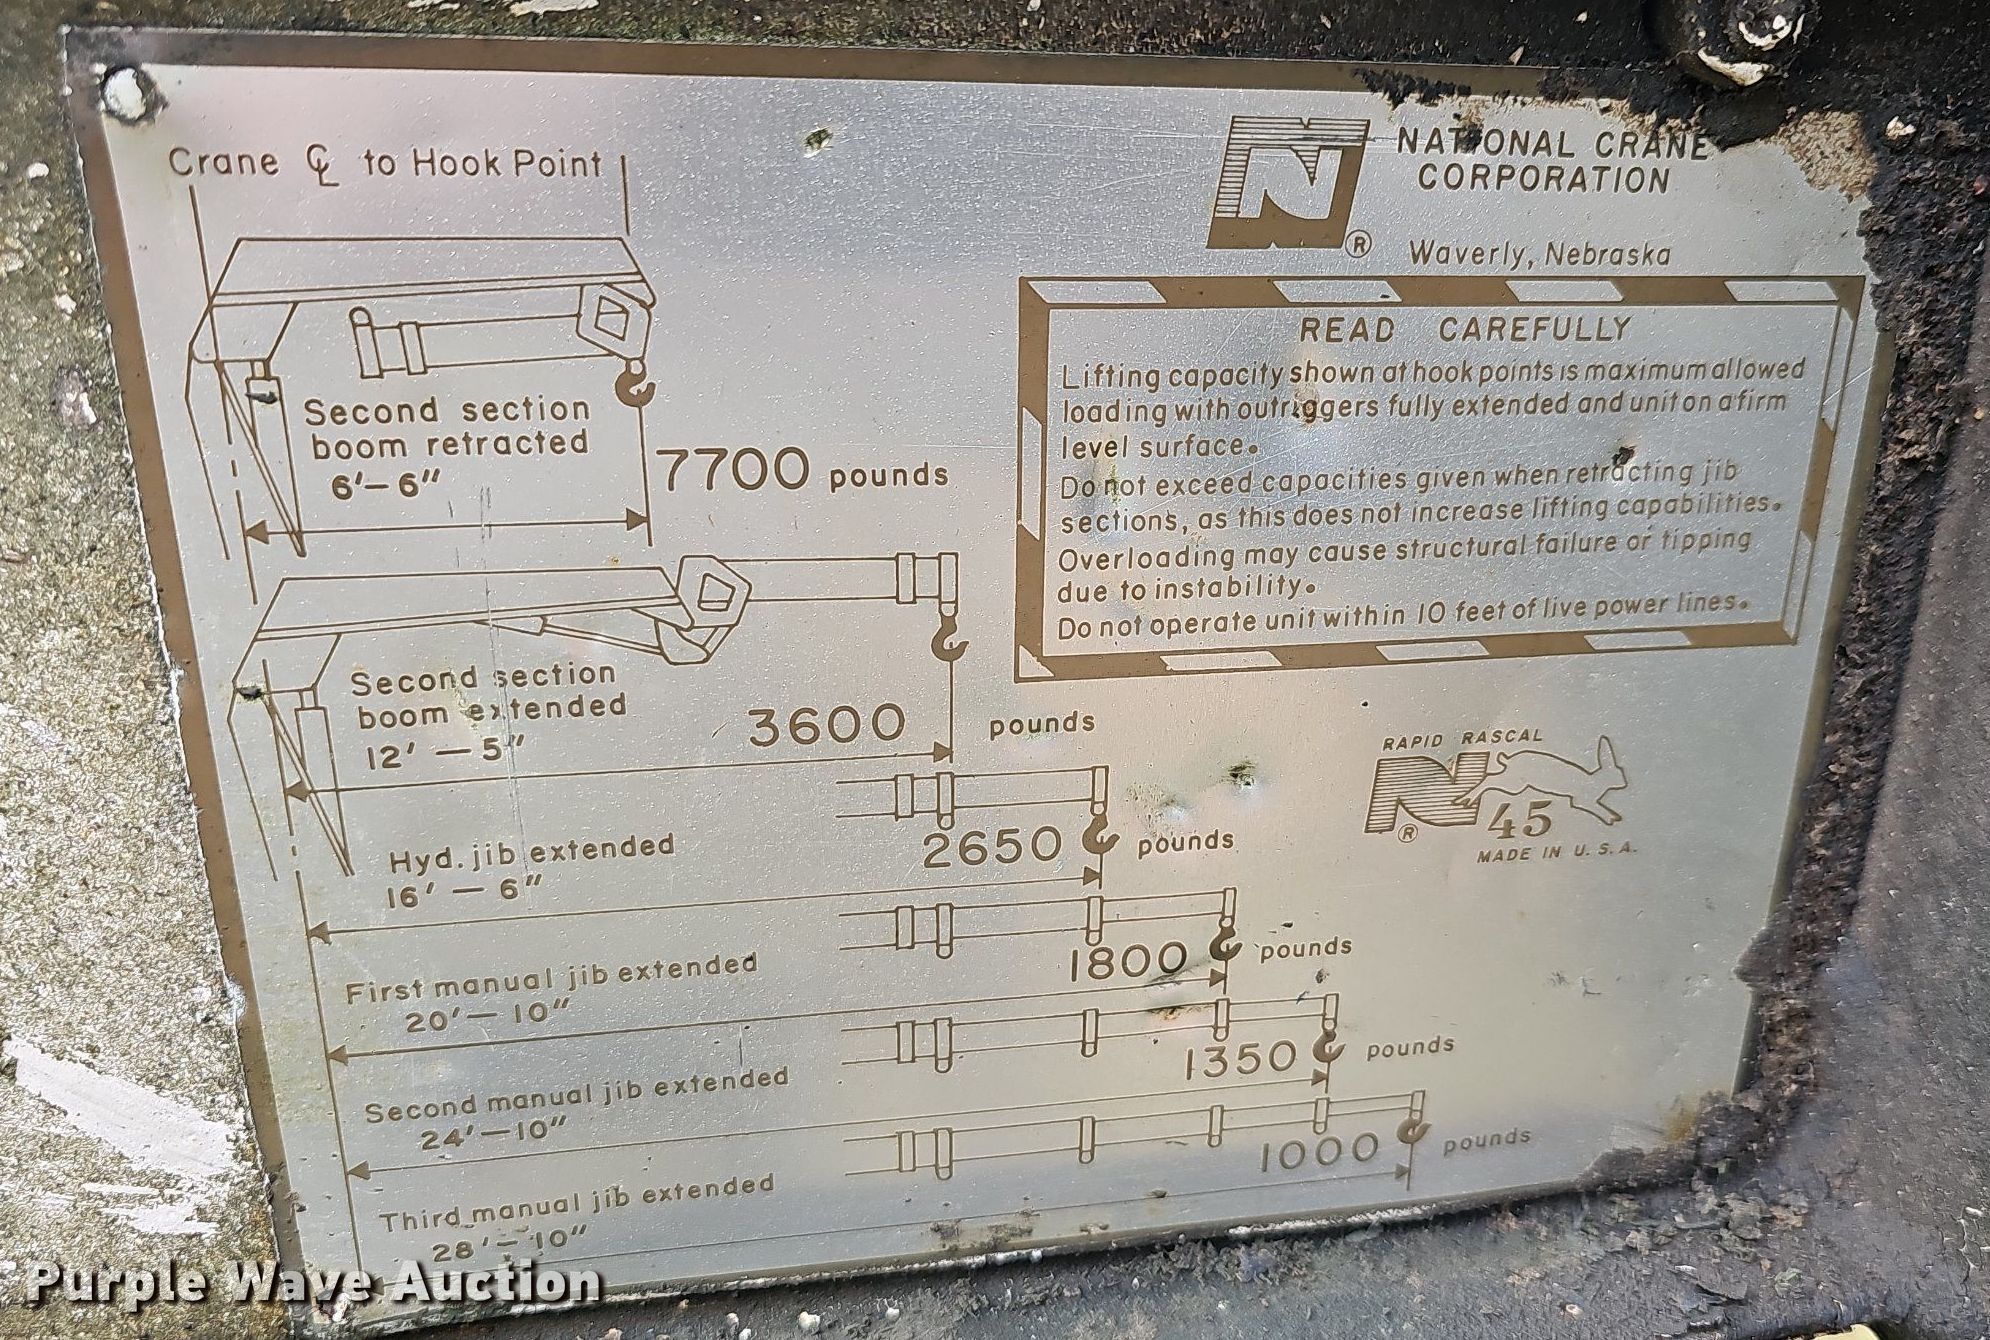 Crane ℄ to Hook Point
Second section
boom retracted
6'-6"
7700 pounds
Second section
boom extended
12' - 5"
3600 pounds
Hyd. jib extended
16' - 6"
2650 pounds
First manual jib extended
20' - 10"
1800 pounds
Second manual jib extended
24' - 10"
1350 pounds
Third manual jib extended
28' - 10"
1000 pounds
N ®
NATIONAL CRANE
CORPORATION
Waverly, Nebraska
READ CAREFULLY
Lifting capacity shown at hook points is maximum allowed
loading with outriggers fully extended and unit on a firm
level surface.
Do not exceed capacities given when retracting jib
sections, as this does not increase lifting capabilities.
Overloading may cause structural failure or tipping
due to instability.
Do not operate unit within 10 feet of live power lines.
RAPID RASCAL
N ® 45
MADE IN U.S.A.
Purple Wave Auction